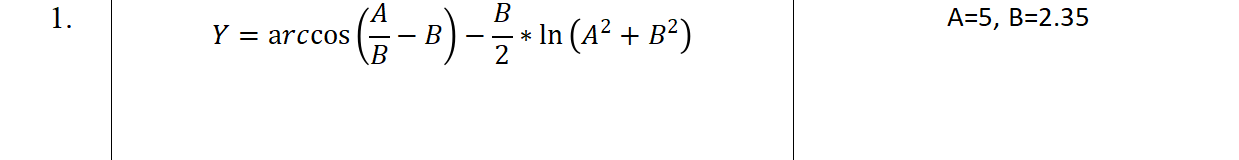 1.
Y = arccos(A/B − B) − B/2 * ln (A² + B²)
A=5, B=2.35